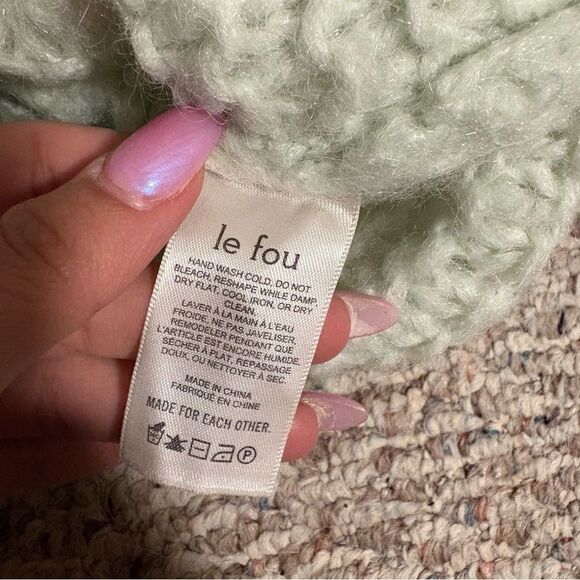 le fou
HAND WASH COLD, DO NOT
BLEACH, RESHAPE WHILE DAMP.
DRY FLAT. COOL IRON, OR DRY
CLEAN.
LAVER À LA MAIN À L'EAU
FROIDE. NE PAS JAVELISER.
REMODELER PENDANT QUE
L'ARTICLE EST ENCORE HUMIDE.
SÉCHER À PLAT. REPASSAGE
DOUX, OU NETTOYER À SEC.
MADE IN CHINA
FABRIQUÉ EN CHINE
MADE FOR EACH OTHER.
P